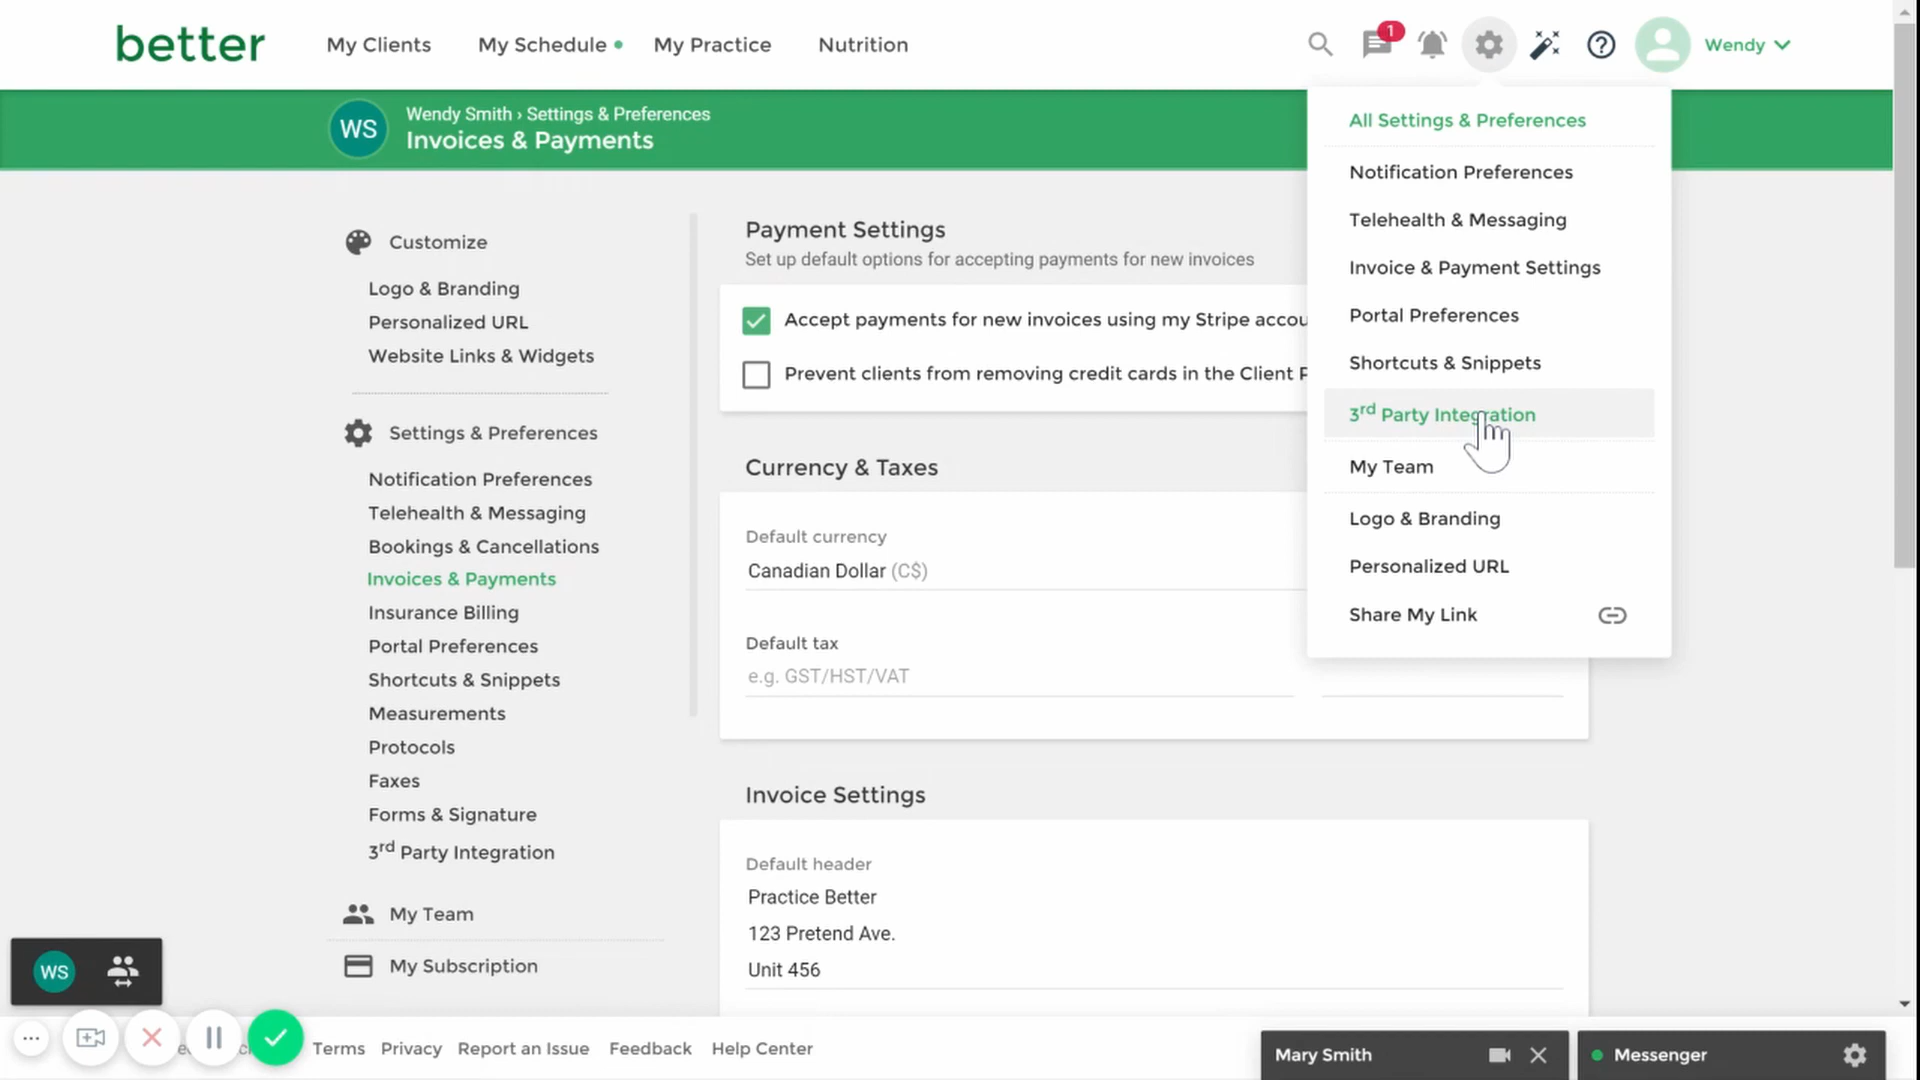 better
My Clients
My Schedule
My Practice
Nutrition
1
Wendy
WS
Wendy Smith › Settings & Preferences
Invoices & Payments
All Settings & Preferences
Notification Preferences
Telehealth & Messaging
Invoice & Payment Settings
Portal Preferences
Shortcuts & Snippets
3rd Party Integration
My Team
Logo & Branding
Personalized URL
Share My Link
Customize
Logo & Branding
Personalized URL
Website Links & Widgets
Settings & Preferences
Notification Preferences
Telehealth & Messaging
Bookings & Cancellations
Invoices & Payments
Insurance Billing
Portal Preferences
Shortcuts & Snippets
Measurements
Protocols
Faxes
Forms & Signature
3rd Party Integration
My Team
My Subscription
Payment Settings
Set up default options for accepting payments for new invoices
Accept payments for new invoices using my Stripe accou
Prevent clients from removing credit cards in the Client P
Currency & Taxes
Default currency
Canadian Dollar (C$)
Default tax
e.g. GST/HST/VAT
Invoice Settings
Default header
Practice Better
123 Pretend Ave.
Unit 456
WS
Terms
Privacy
Report an Issue
Feedback
Help Center
Mary Smith
Messenger